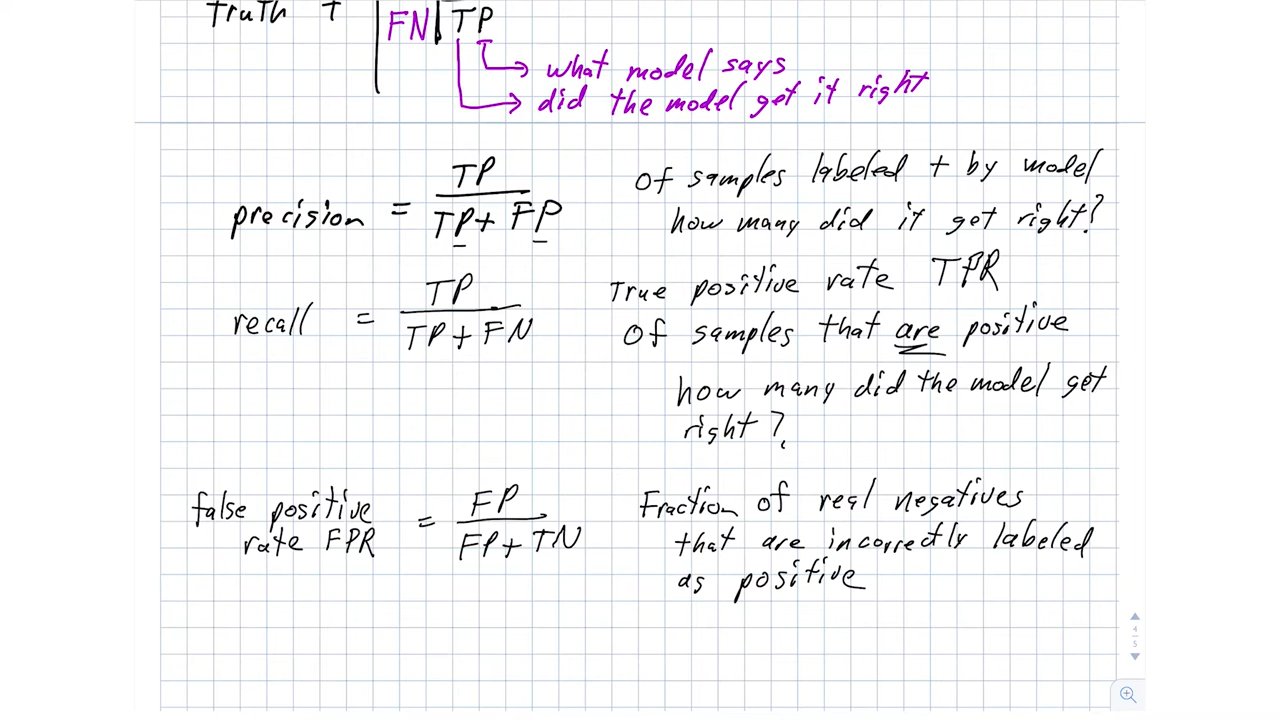 truth +
FN TP
what model says
did the model get it right
precision = TP / TP + FP
of samples labeled + by model
how many did it get right?
recall = TP / TP + FN
True positive rate TPR
of samples that are positive
how many did the model get
right?
false positive
rate FPR = FP / FP + TN
Fraction of real negatives
that are incorrectly labeled
as positive
4
5